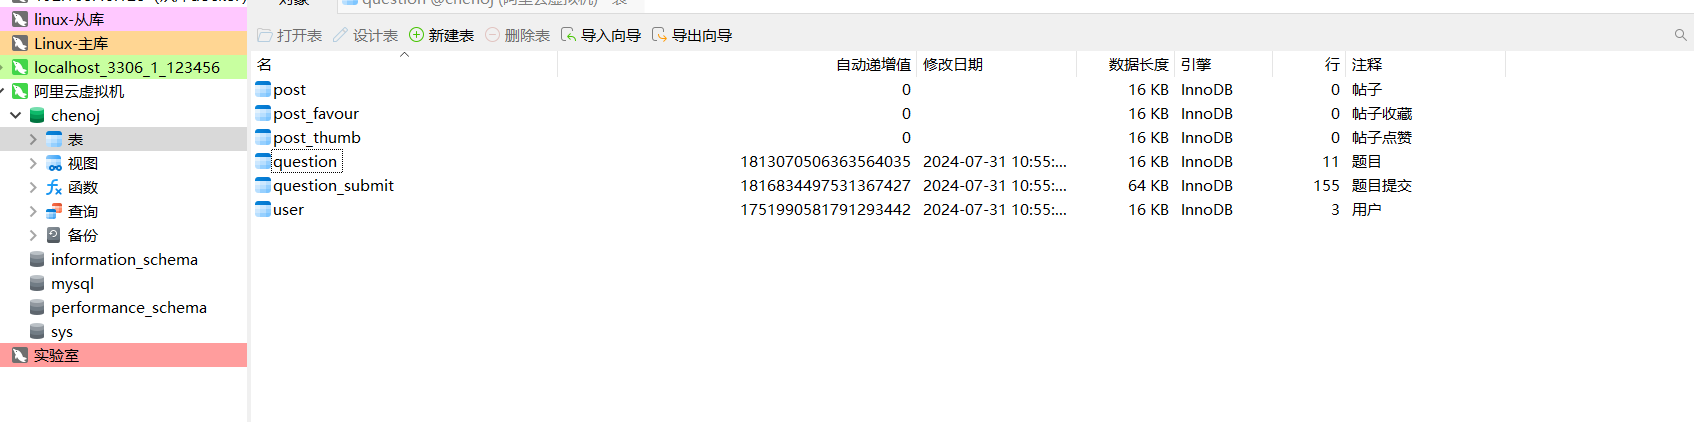 对象 question @chenoj (阿里云虚拟机) - 表
linux-从库
Linux-主库
localhost_3306_1_123456
阿里云虚拟机
chenoj
表
视图
函数
查询
备份
information_schema
mysql
performance_schema
sys
实验室
打开表 设计表 新建表 删除表 导入向导 导出向导
名 自动递增值 修改日期 数据长度 引擎 行 注释
post 0 16 KB InnoDB 0 帖子
post_favour 0 16 KB InnoDB 0 帖子收藏
post_thumb 0 16 KB InnoDB 0 帖子点赞
question 1813070506363564035 2024-07-31 10:55:... 16 KB InnoDB 11 题目
question_submit 1816834497531367427 2024-07-31 10:55:... 64 KB InnoDB 155 题目提交
user 1751990581791293442 2024-07-31 10:55:... 16 KB InnoDB 3 用户